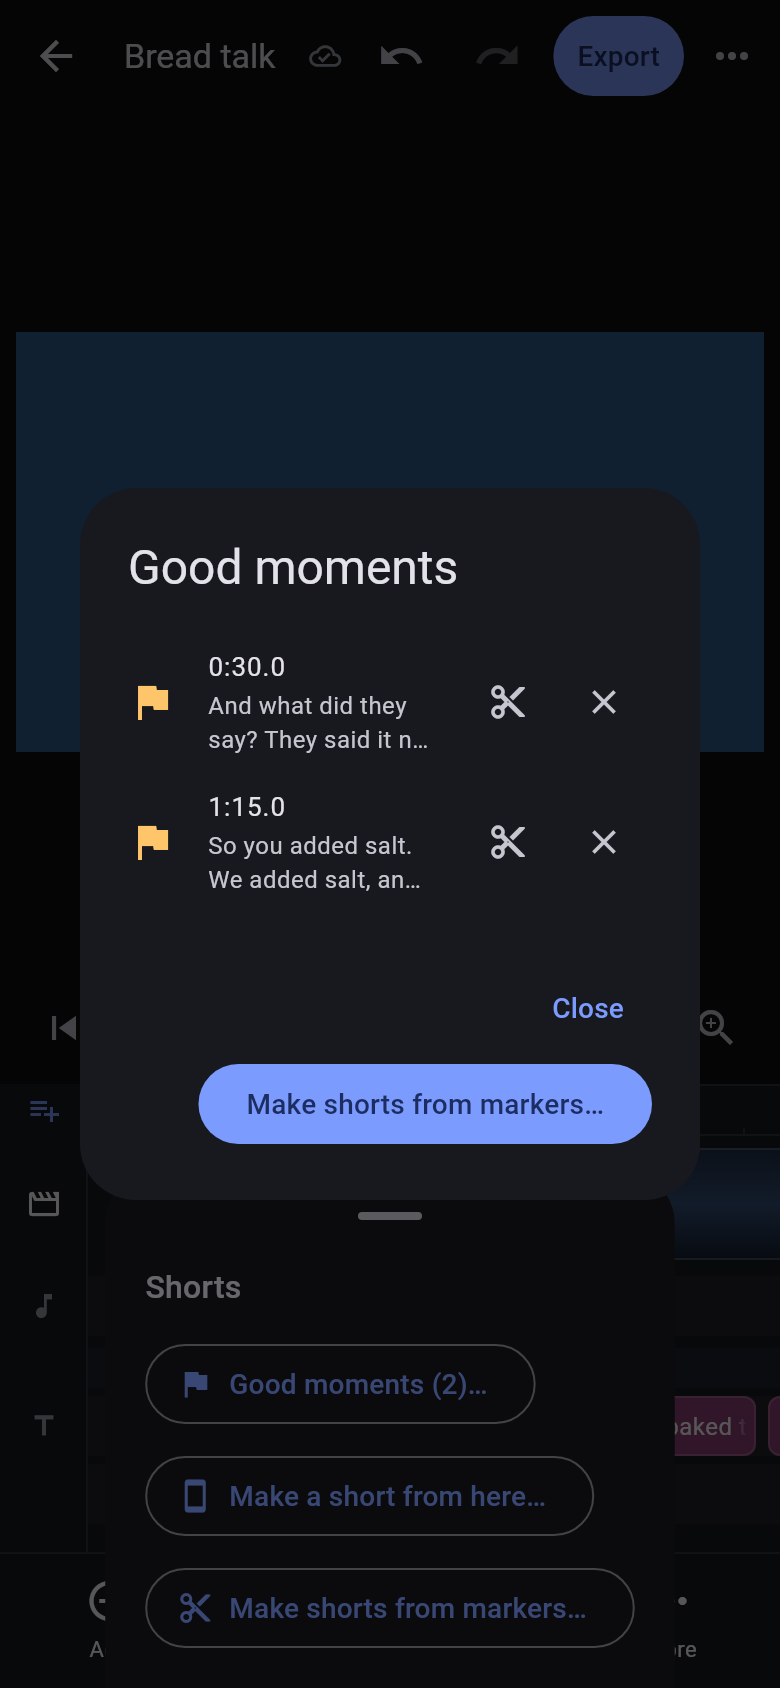 Bread talk
Export
Good moments
0:30.0
And what did they
say? They said it n…
1:15.0
So you added salt.
We added salt, an…
Close
Make shorts from markers…
Shorts
Good moments (2)…
baked t
Make a short from here…
Make shorts from markers…